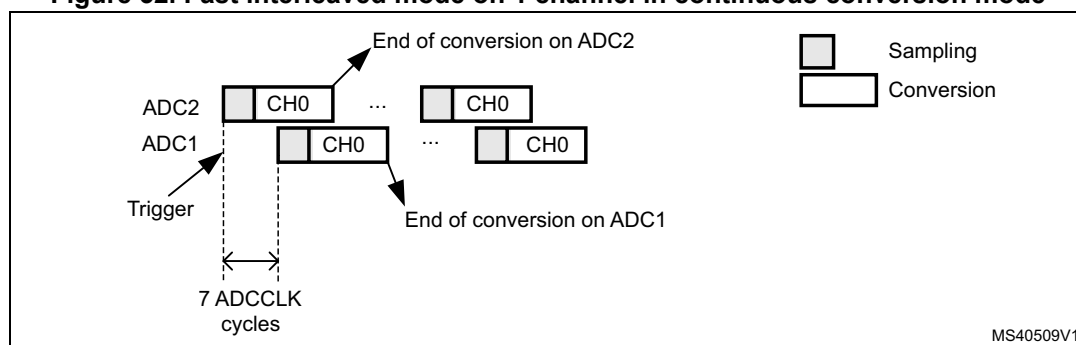 Figure 32. Fast interleaved mode on 1 channel in continuous conversion mode
End of conversion on ADC2
Sampling
Conversion
ADC2
CH0
...
CH0
ADC1
CH0
...
CH0
Trigger
End of conversion on ADC1
7 ADCCLK
cycles
MS40509V1